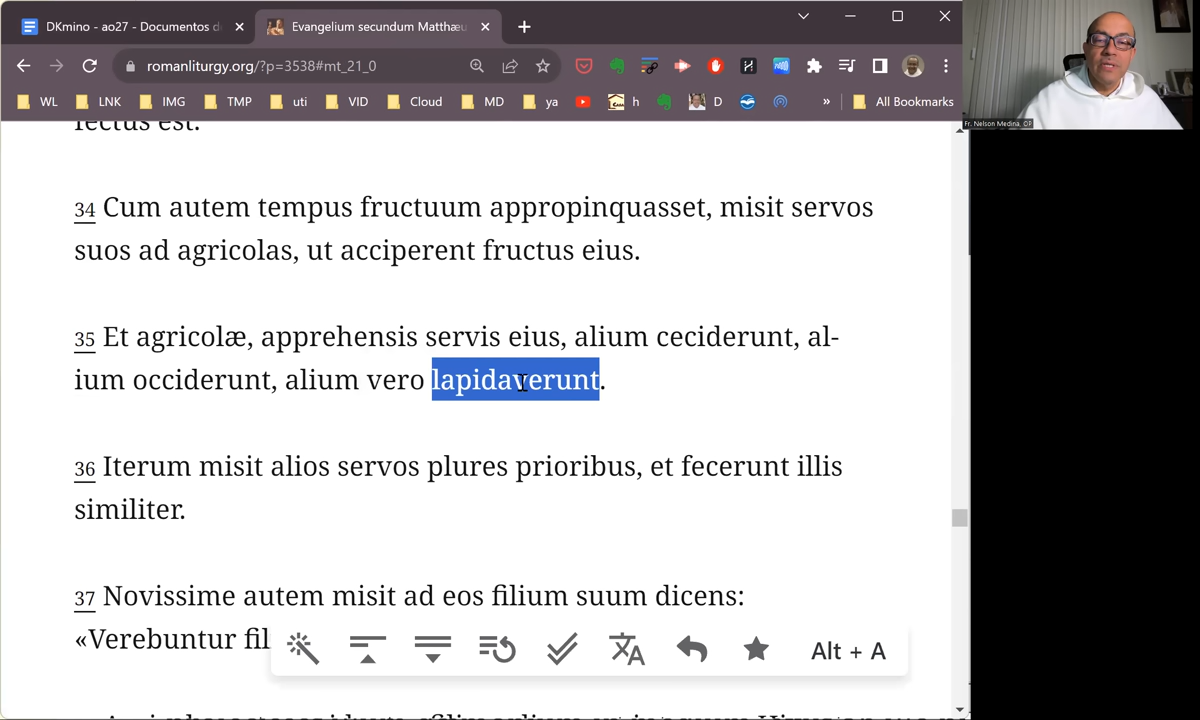 DKmino - ao27 - Documentos d
Evangelium secundum Matthæu
romanliturgy.org/?p=3538#mt_21_0
WL LNK IMG TMP uti VID Cloud MD ya h D » All Bookmarks
Fr. Nelson Medina, OP
fectus est.
34 Cum autem tempus fructuum appropinquasset, misit servos
suos ad agricolas, ut acciperent fructus eius.
35 Et agricolæ, apprehensis servis eius, alium ceciderunt, al-
ium occiderunt, alium vero lapidaverunt.
36 Iterum misit alios servos plures prioribus, et fecerunt illis
similiter.
37 Novissime autem misit ad eos filium suum dicens:
«Verebuntur fil
Alt + A